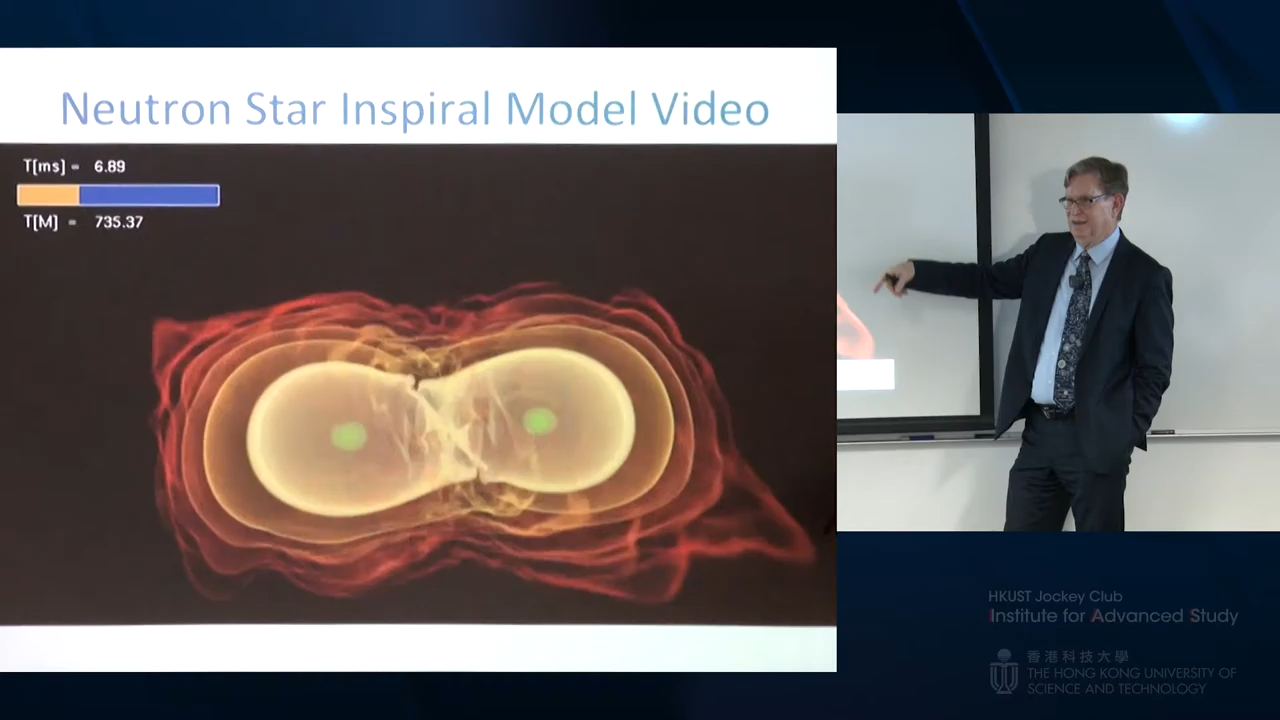 Neutron Star Inspiral Model Video
T[ms] = 6.89
T[M] = 735.37
HKUST Jockey Club
Institute for Advanced Study
香港科技大學
THE HONG KONG UNIVERSITY OF
SCIENCE AND TECHNOLOGY